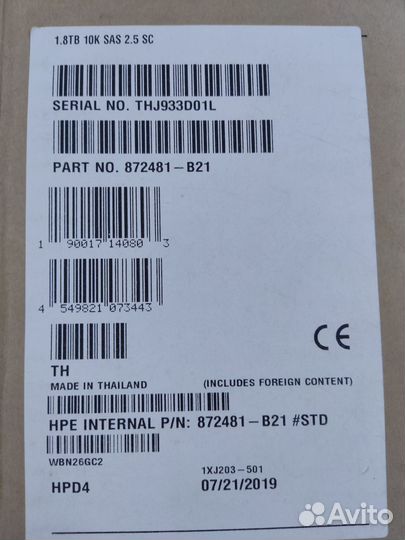 1.8TB 10K SAS 2.5 SC
SERIAL NO. THJ933D01L
PART NO. 872481-B21
1 90017 14080 3
4 549821 073443
TH
MADE IN THAILAND (INCLUDES FOREIGN CONTENT)
CE
HPE INTERNAL P/N: 872481-B21 #STD
WBN26GC2
1XJ203-501
HPD4 07/21/2019
Avito